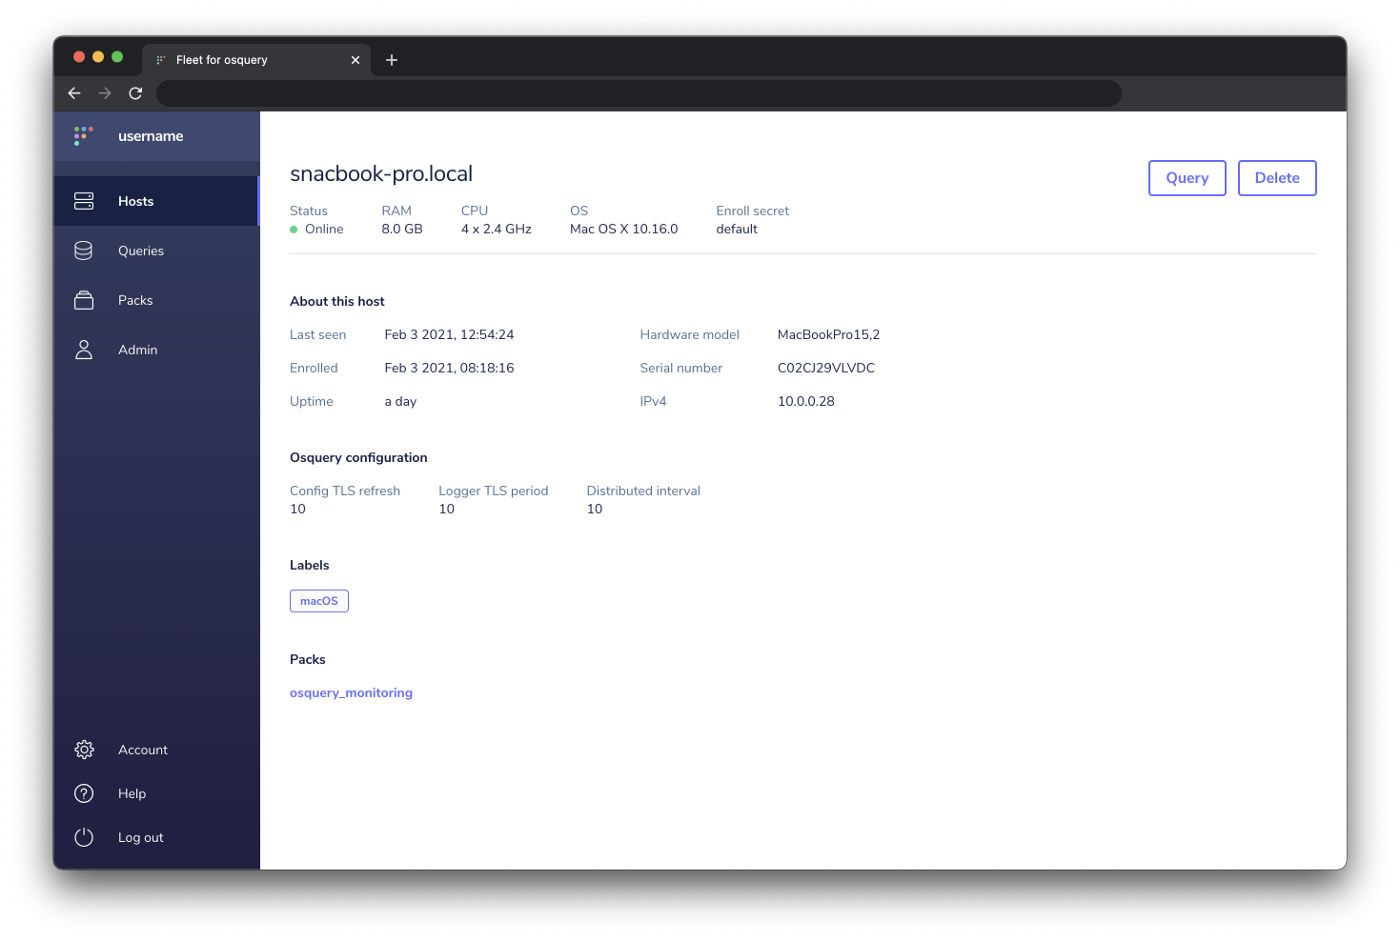 Fleet for osquery
username
Hosts
Queries
Packs
Admin
Account
Help
Log out
snacbook-pro.local
Query Delete
Status RAM CPU OS Enroll secret
Online 8.0 GB 4 x 2.4 GHz Mac OS X 10.16.0 default
About this host
Last seen Feb 3 2021, 12:54:24 Hardware model MacBookPro15,2
Enrolled Feb 3 2021, 08:18:16 Serial number C02CJ29VLVDC
Uptime a day IPv4 10.0.0.28
Osquery configuration
Config TLS refresh Logger TLS period Distributed interval
10 10 10
Labels
macOS
Packs
osquery_monitoring